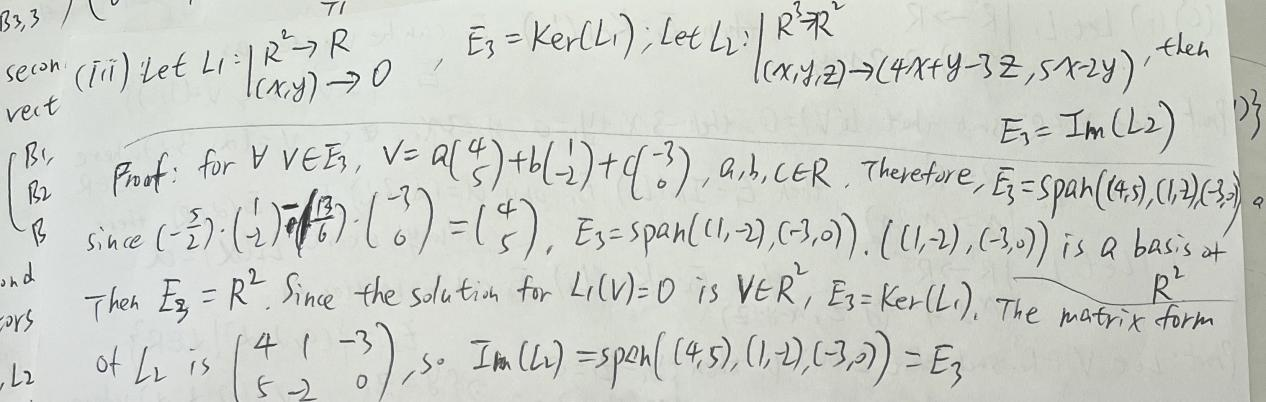 B3,3
(iii) Let L₁: | R² → R
(x,y) → 0 , E₃ = Ker(L₁) ; Let L₂: | R³ → R²
(x,y,z) → (4x+y-3z, 5x-2y) , then
secon
vect
E₃ = Im(L₂)
)}
Proof: for ∀ V∈E₃, V = a(4 5) + b(1 -2) + c(-3 0), a,b,c∈R. Therefore, E₃ = span((4,5),(1,-2),(-3,0))
B1,
B2
B
a
since (-5/2)·(1 -2) - (13/6)·(-3 0) = (4 5), E₃ = span((1,-2),(-3,0)). ((1,-2),(-3,0)) is a basis of
R²
ond
Then E₃ = R². Since the solution for L₁(V)=0 is V∈R², E₃ = Ker(L₁). The matrix form
ors
of L₂ is (4 1 -3
5 -2 0), so Im(L₂) = span((4,5),(1,-2),(-3,0)) = E₃
, L2